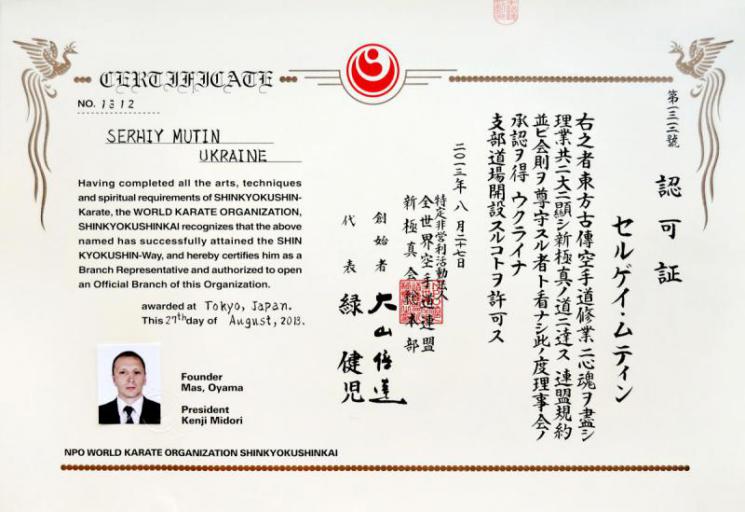 CERTIFICATE
NO. 1312
SERHIY MUTIN
UKRAINE
Having completed all the arts, techniques
and spiritual requirements of SHINKYOKUSHIN-
Karate, the WORLD KARATE ORGANIZATION,
SHINKYOKUSHINKAI recognizes that the above
named has successfully attained the SHIN
KYOKUSHIN-Way, and hereby certifies him as a
Branch Representative and authorized to open
an Official Branch of this Organization.
awarded at Tokyo, Japan.
This 27th day of August, 2013.
Founder
Mas, Oyama
President
Kenji Midori
NPO WORLD KARATE ORGANIZATION SHINKYOKUSHINKAI
第一三一二號
認可証
セルゲイ・ムティン
右之者東方古傳空手道修業ニ心魂ヲ盡シ
理業共ニ大ニ顯シ新極真ノ道ニ達ス 連盟規約
並ビ会則ヲ尊守スル者ト看ナシ此ノ度理事会ノ
承認ヲ得 ウクライナ
支部道場開設スルコトヲ許可ス
二〇一三年八月二十七日
特定非営利活動法人
全世界空手道連盟
新極真会総本部
創始者 大山倍達
代表 緑健児